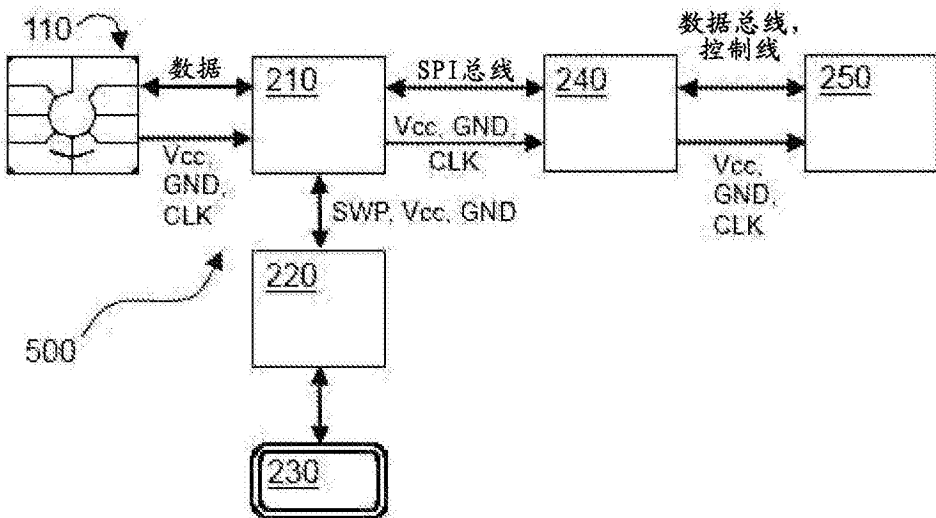 110
数据
Vcc,
GND,
CLK
210
SPI总线
Vcc, GND,
CLK
240
数据总线,
控制线
Vcc,
GND,
CLK
250
SWP, Vcc, GND
220
500
230